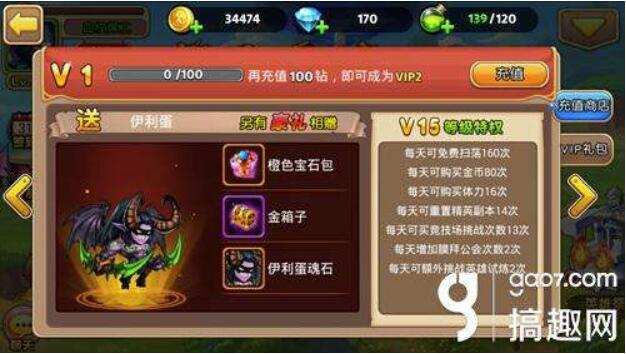 34474
170
139/120
V 1
0/100
再充值100钻，即可成为VIP2
充值
送
伊利蛋
另有豪礼相赠
橙色宝石包
金箱子
伊利蛋魂石
V 15等级特权
每天可免费扫荡160次
每天可购买金币80次
每天可购买体力16次
每天可重置精英副本14次
每天可买竞技场挑战次数13次
每天增加膜拜公会次数2次
每天可额外挑战英雄试炼2次
充值商店
VIP礼包
聊天
gao7.com
搞趣网